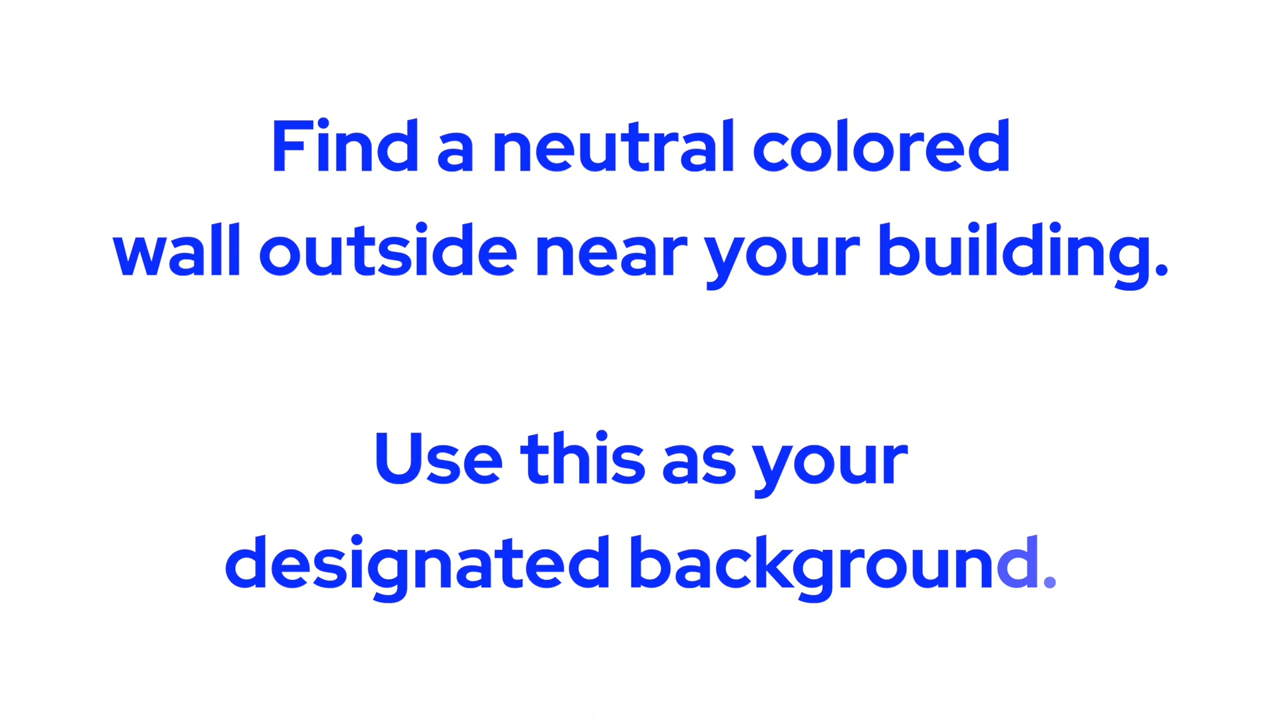 Find a neutral colored
wall outside near your building.
Use this as your
designated background.